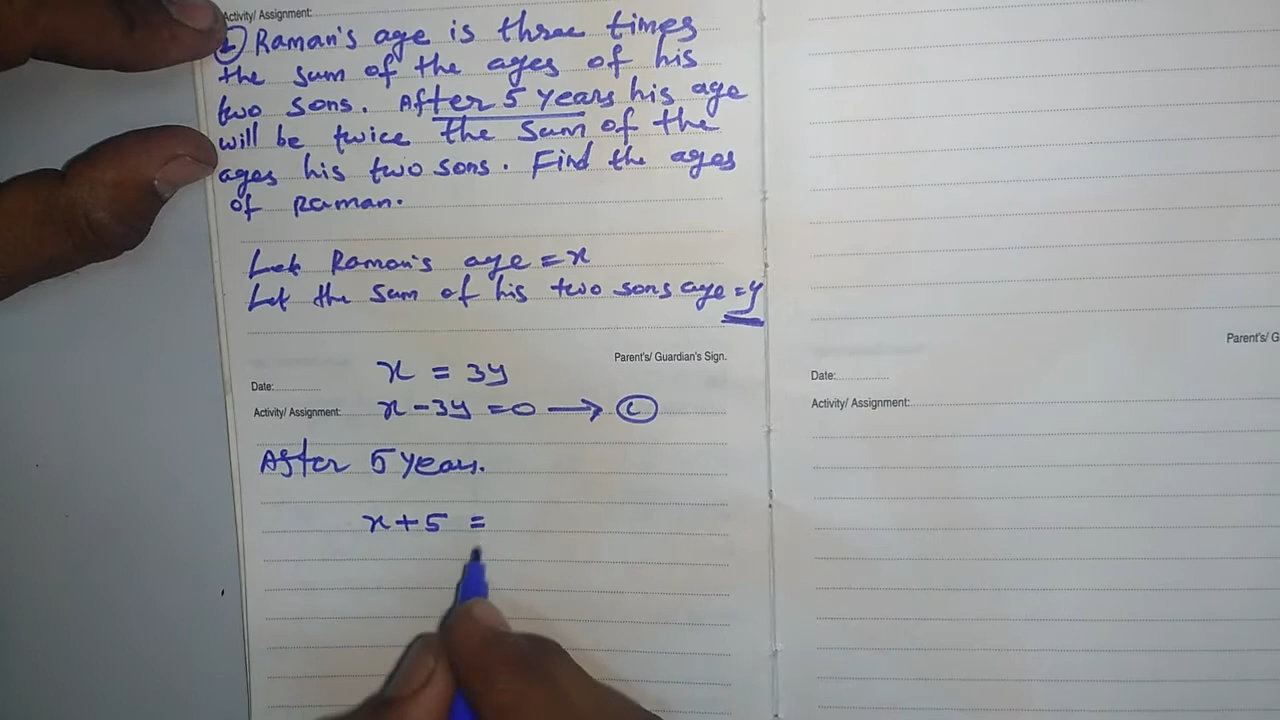 Activity/ Assignment:
Raman's age is three times
the sum of the ages of his
two sons. After 5 years his age
will be twice the sum of the
ages his two sons. Find the ages
of Raman.
Let Raman's age = x
Let the sum of his two sons age = y
Parent's/ Guardian's Sign.
x = 3y
Date:
Activity/ Assignment: x - 3y = 0 →
After 5 years.
x + 5 =
Parent's/ G
Date:
Activity/ Assignment: